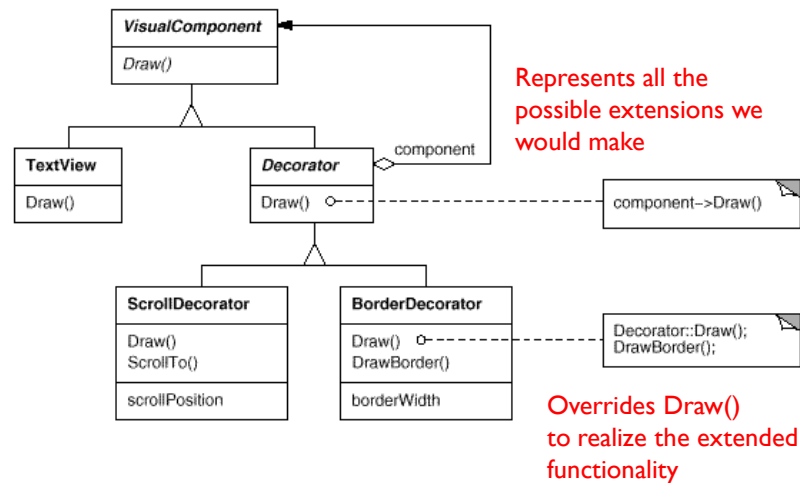 VisualComponent
Draw()
Represents all the
possible extensions we
would make
component
TextView
Draw()
Decorator
Draw()
component->Draw()
ScrollDecorator
Draw()
ScrollTo()
scrollPosition
BorderDecorator
Draw()
DrawBorder()
borderWidth
Decorator::Draw();
DrawBorder();
Overrides Draw()
to realize the extended
functionality